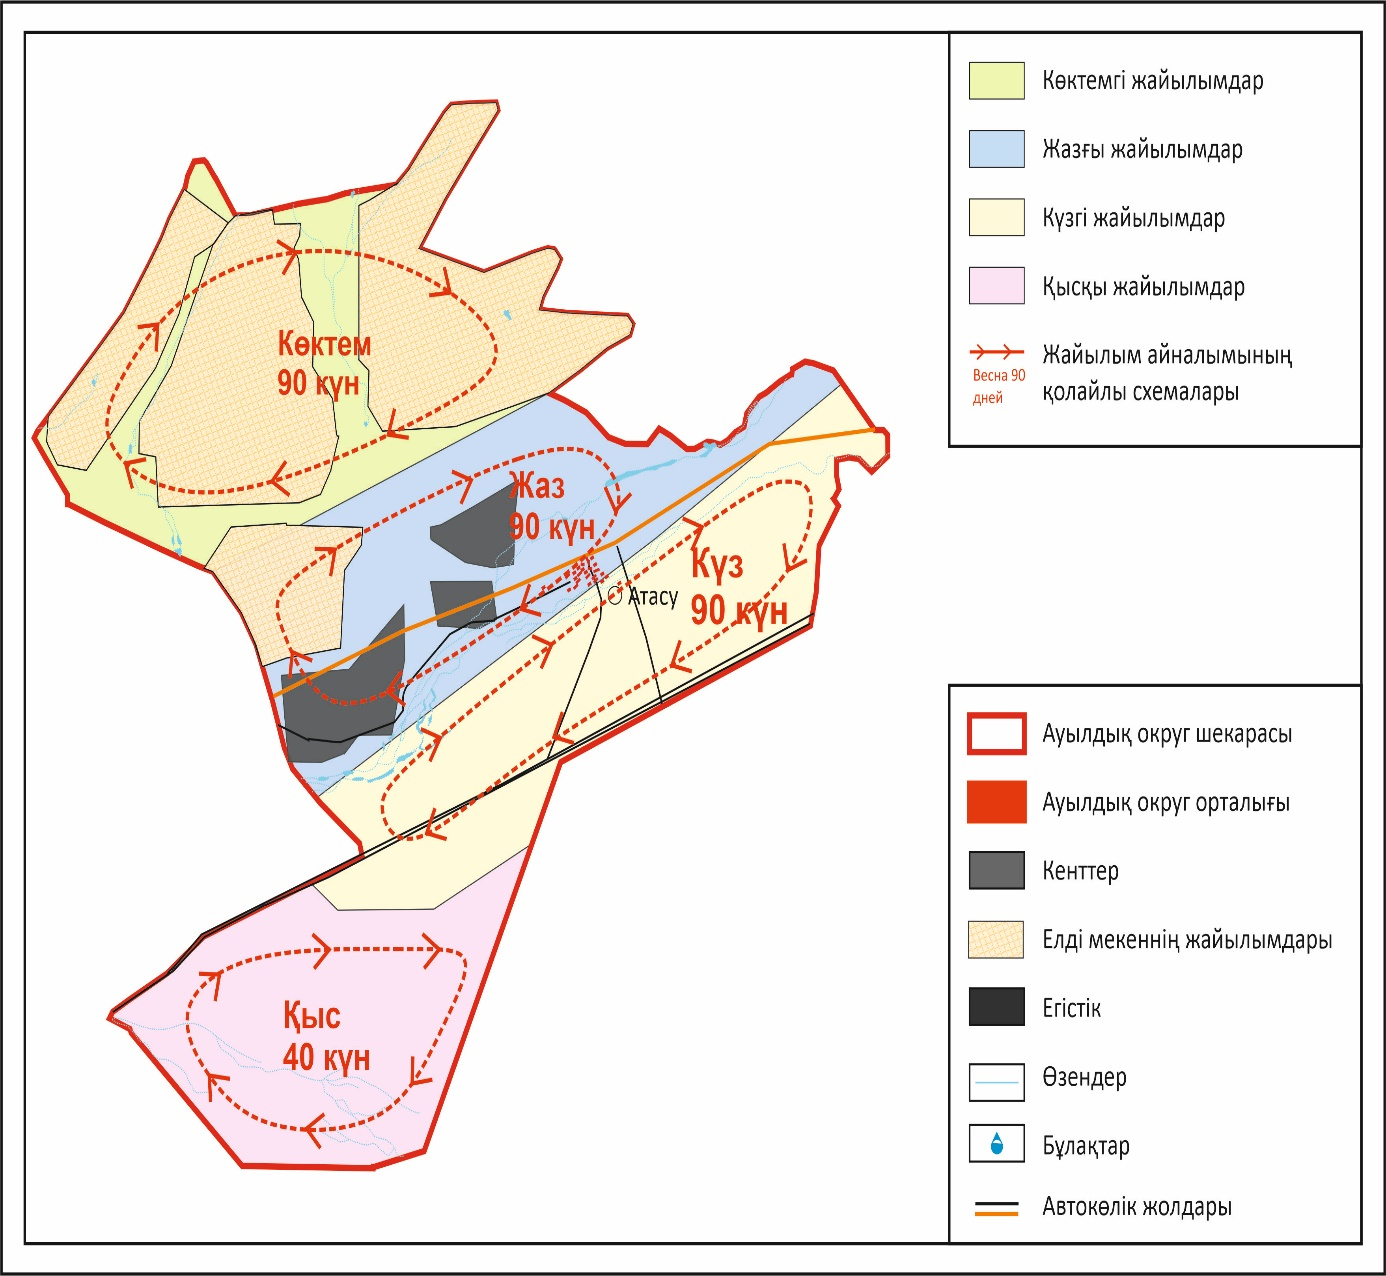 Көктем
90 күн
Жаз
90 күн
Күз
90 күн
Атасу
Қыс
40 күн
Көктемгі жайылымдар
Жазғы жайылымдар
Күзгі жайылымдар
Қысқы жайылымдар
Весна 90
дней
Жайылым айналымының
қолайлы схемалары
Ауылдық округ шекарасы
Ауылдық округ орталығы
Кенттер
Елді мекеннің жайылымдары
Егістік
Өзендер
Бұлақтар
Автокөлік жолдары